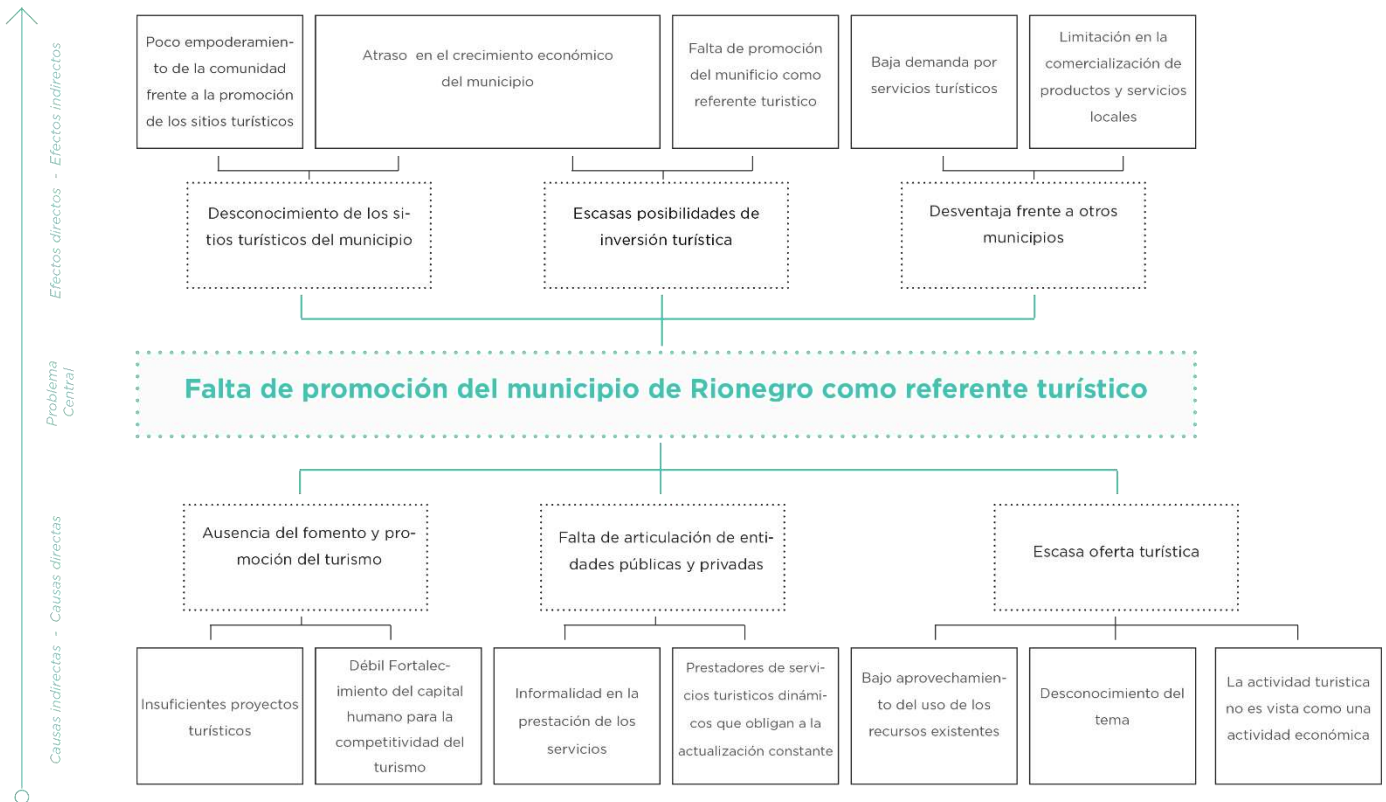 Efectos directos - Efectos indirectos
Poco empoderamien-
to de la comunidad
frente a la promoción
de los sitios turísticos
Atraso en el crecimiento económico
del municipio
Falta de promoción
del munificio como
referente turistico
Baja demanda por
servicios turísticos
Limitación en la
comercialización de
productos y servicios
locales
Desconocimiento de los si-
tios turísticos del municipio
Escasas posibilidades de
inversión turística
Desventaja frente a otros
municipios
Problema
Central
Falta de promoción del municipio de Rionegro como referente turístico
Causas indirectas - Causas directas
Ausencia del fomento y pro-
moción del turismo
Falta de articulación de enti-
dades públicas y privadas
Escasa oferta turística
Insuficientes proyectos
turísticos
Débil Fortalec-
imiento del capital
humano para la
competitividad del
turismo
Informalidad en la
prestación de los
servicios
Prestadores de servi-
cios turisticos dinámi-
cos que obligan a la
actualización constante
Bajo aprovechamien-
to del uso de los
recursos existentes
Desconocimiento del
tema
La actividad turistica
no es vista como una
actividad económica